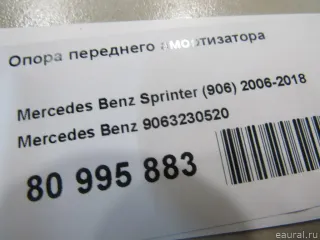 Опора переднего амортизатора
Mercedes Benz Sprinter (906) 2006-2018
Mercedes Benz 9063230520
80 995 883
eaural.ru